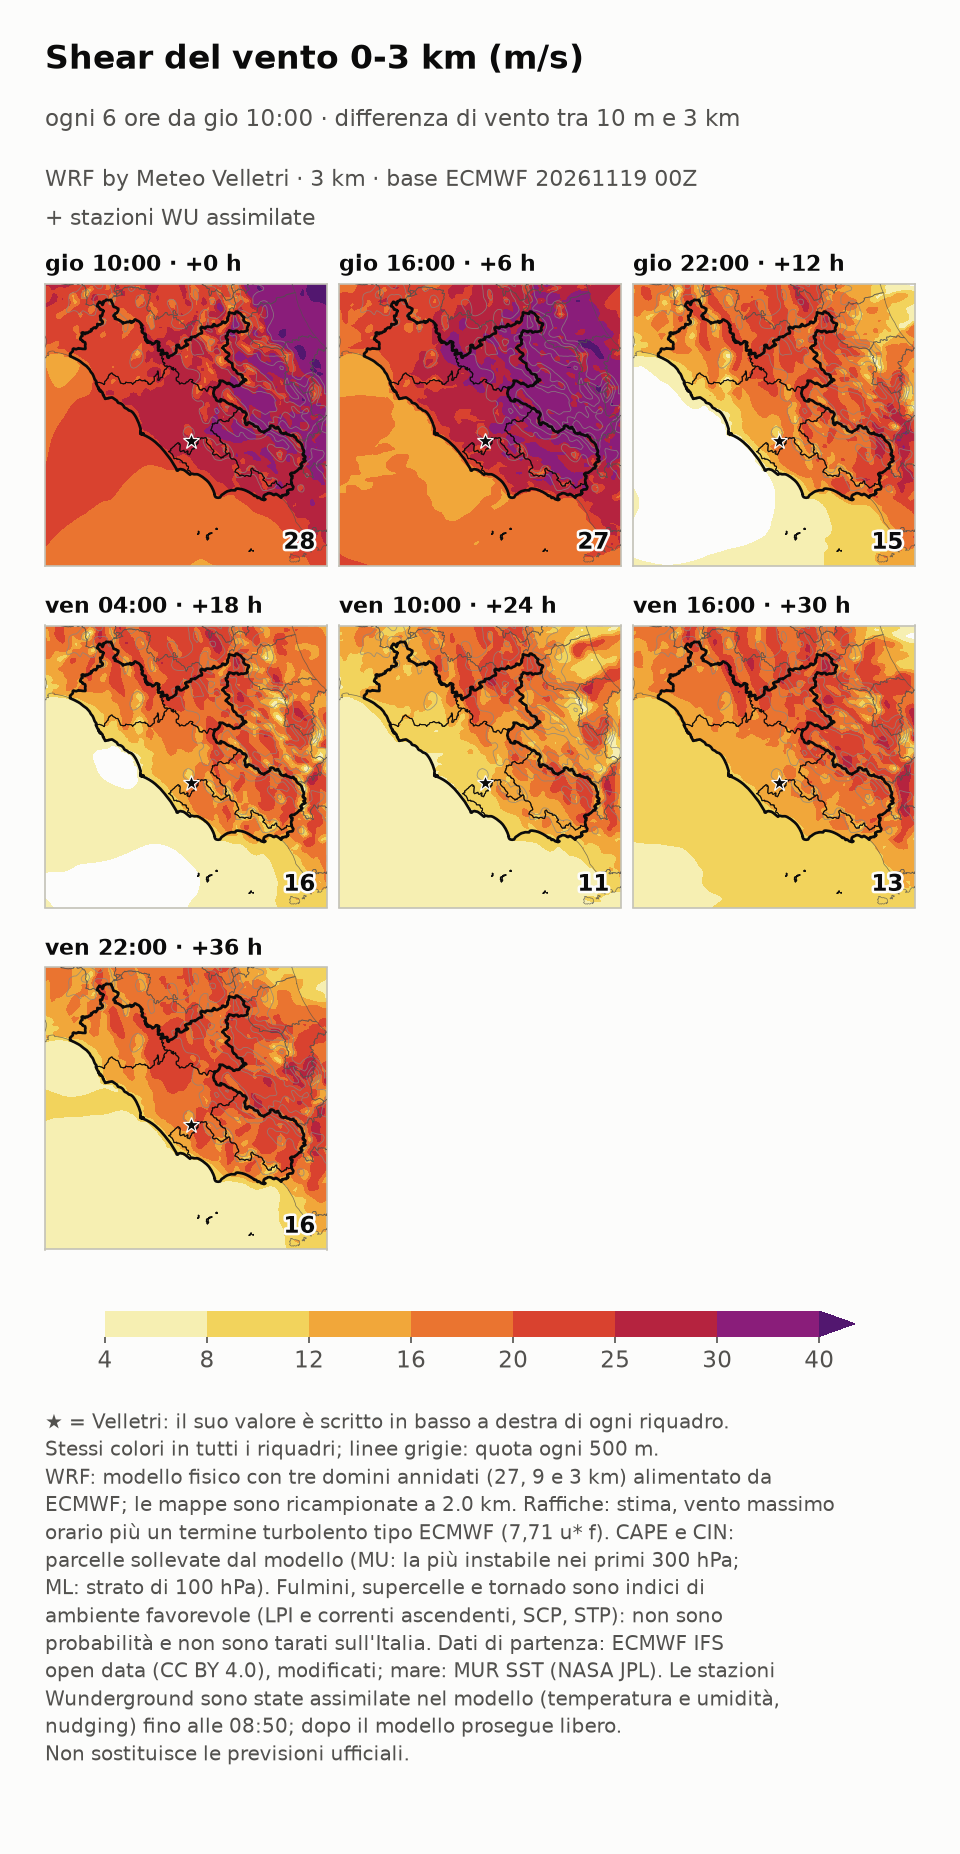 Shear del vento 0-3 km (m/s)
ogni 6 ore da gio 10:00 · differenza di vento tra 10 m e 3 km
WRF by Meteo Velletri · 3 km · base ECMWF 20261119 00Z
+ stazioni WU assimilate
gio 10:00 · +0 h
gio 16:00 · +6 h
gio 22:00 · +12 h
28
27
15
ven 04:00 · +18 h
ven 10:00 · +24 h
ven 16:00 · +30 h
16
11
13
ven 22:00 · +36 h
16
4 8 12 16 20 25 30 40
★ = Velletri: il suo valore è scritto in basso a destra di ogni riquadro.
Stessi colori in tutti i riquadri; linee grigie: quota ogni 500 m.
WRF: modello fisico con tre domini annidati (27, 9 e 3 km) alimentato da
ECMWF; le mappe sono ricampionate a 2.0 km. Raffiche: stima, vento massimo
orario più un termine turbolento tipo ECMWF (7,71 u* f). CAPE e CIN:
parcelle sollevate dal modello (MU: la più instabile nei primi 300 hPa;
ML: strato di 100 hPa). Fulmini, supercelle e tornado sono indici di
ambiente favorevole (LPI e correnti ascendenti, SCP, STP): non sono
probabilità e non sono tarati sull'Italia. Dati di partenza: ECMWF IFS
open data (CC BY 4.0), modificati; mare: MUR SST (NASA JPL). Le stazioni
Wunderground sono state assimilate nel modello (temperatura e umidità,
nudging) fino alle 08:50; dopo il modello prosegue libero.
Non sostituisce le previsioni ufficiali.